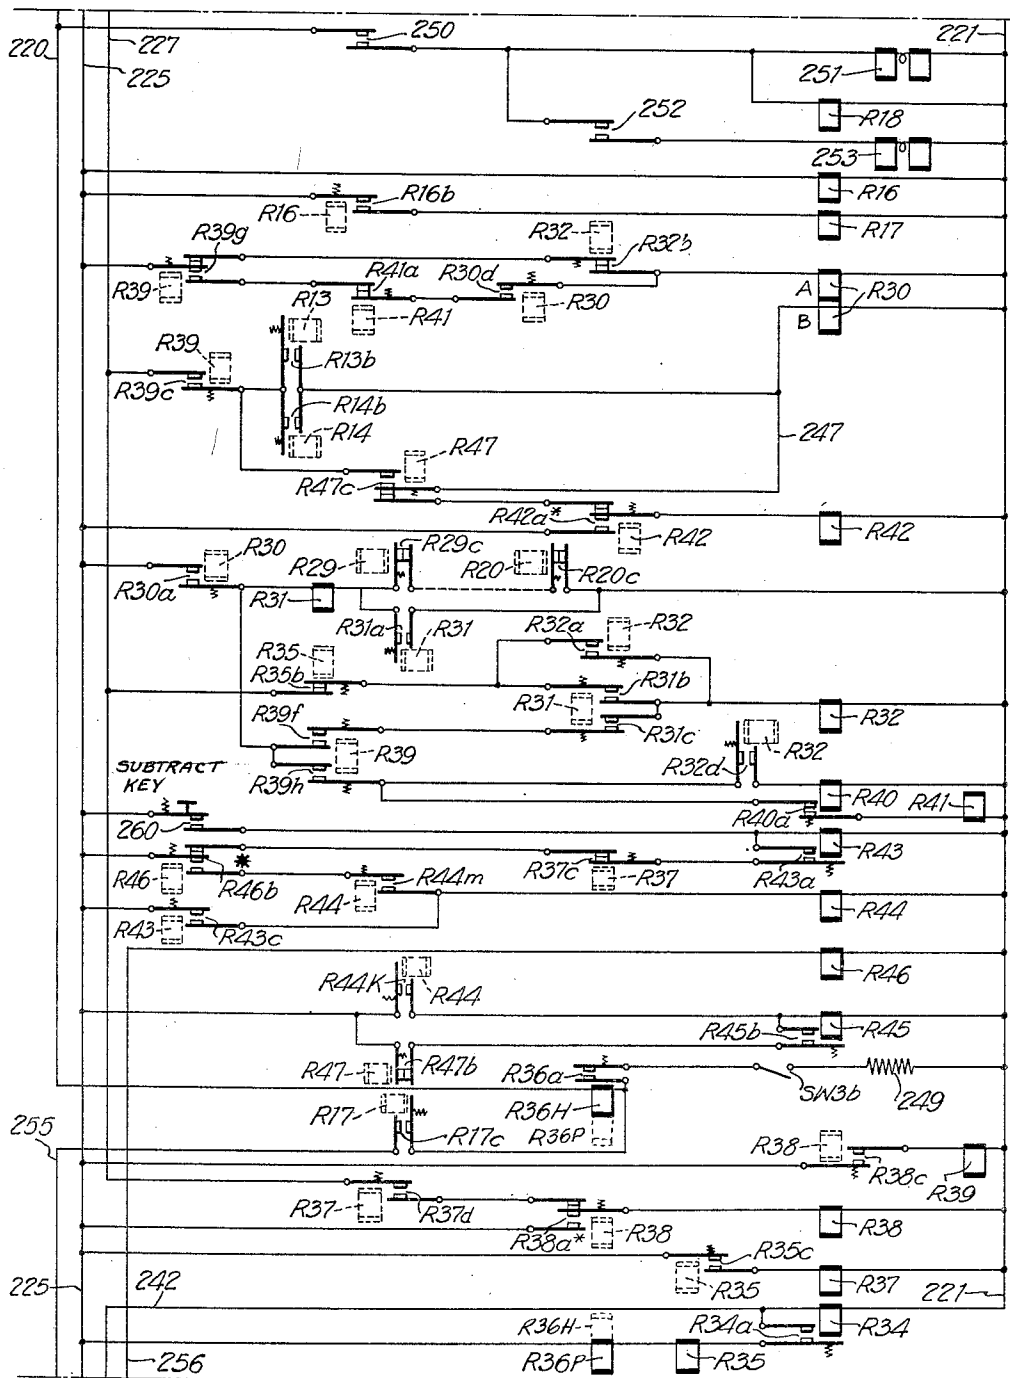 220
227
225
250
221
251
252
R18
253
R16b
R16
R16
R17
R39g
R32
R32b
R39
R41a
R30d
A
R30
R13
R41
R30
B
R39
R13b
R39c
R14b
R14
R47
247
R47c
R42a*
R42
R42
R30
R29
R29c
R20
R20c
R30a
R31
R31a
R31
R32a
R32
R35
R35b
R31b
R31
R32
R39f
R31c
R32
R39
R32d
SUBTRACT
KEY
R39h
R40
R41
R40a
260
*
R43
R46
R46b
R44m
R37c
R37
R43a
R44
R44
R43
R43c
R46
R44K
R44
R45b
R45
R47
R47b
R36a
SW3b
249
R17
R36H
R36P
255
R17c
R38
R38c
R39
R37
R37d
R38a*
R38
R38
R35c
R35
R37
225
242
221
R36H
R34a
R34
256
R36P
R35